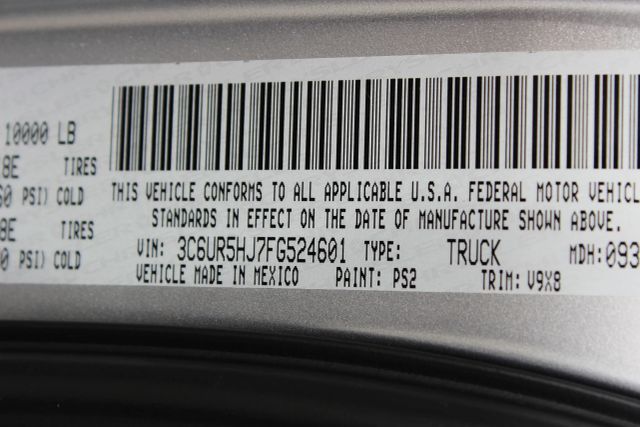 10000 LB
8E TIRES
60 PSI) COLD
8E TIRES
0 PSI) COLD
THIS VEHICLE CONFORMS TO ALL APPLICABLE U.S.A. FEDERAL MOTOR VEHICL
STANDARDS IN EFFECT ON THE DATE OF MANUFACTURE SHOWN ABOVE.
VIN: 3C6UR5HJ7FG524601 TYPE: TRUCK MDH: 093
VEHICLE MADE IN MEXICO PAINT: PS2 TRIM: V9X8